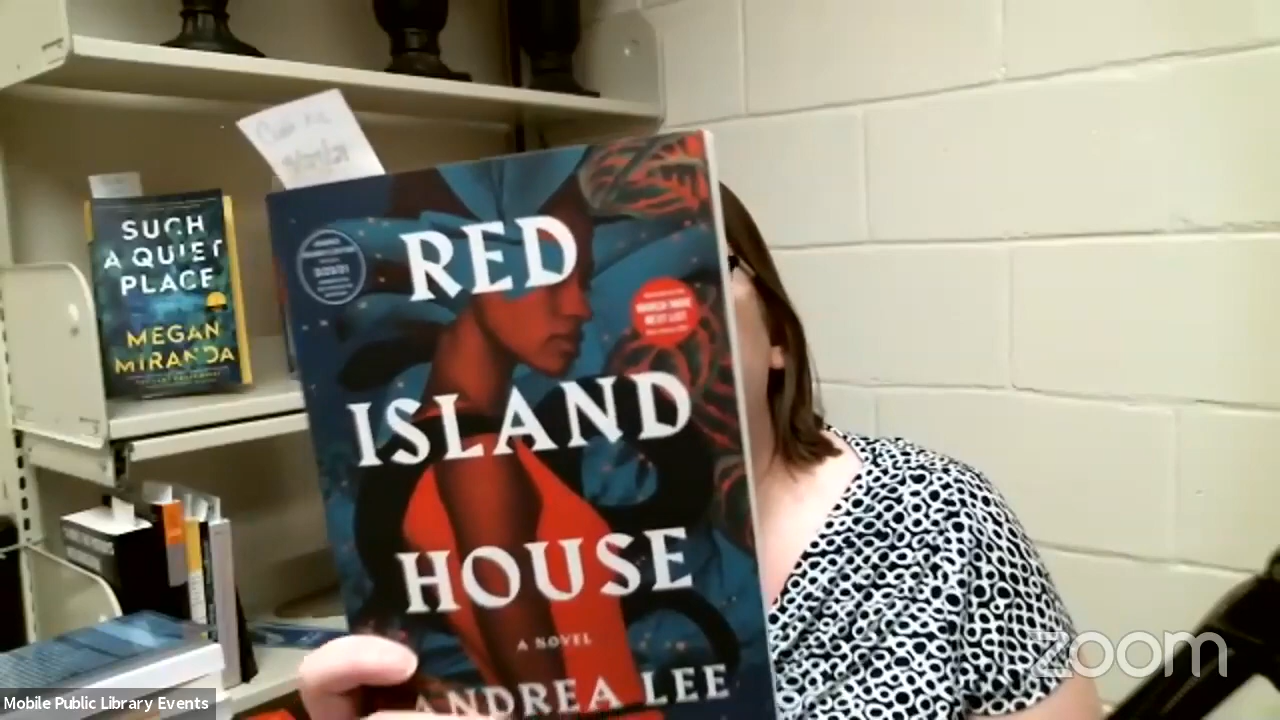 SUCH
A QUIET
PLACE
MEGAN
MIRANDA
RED
ISLAND
HOUSE
A NOVEL
ANDREA LEE
zoom
Mobile Public Library Events